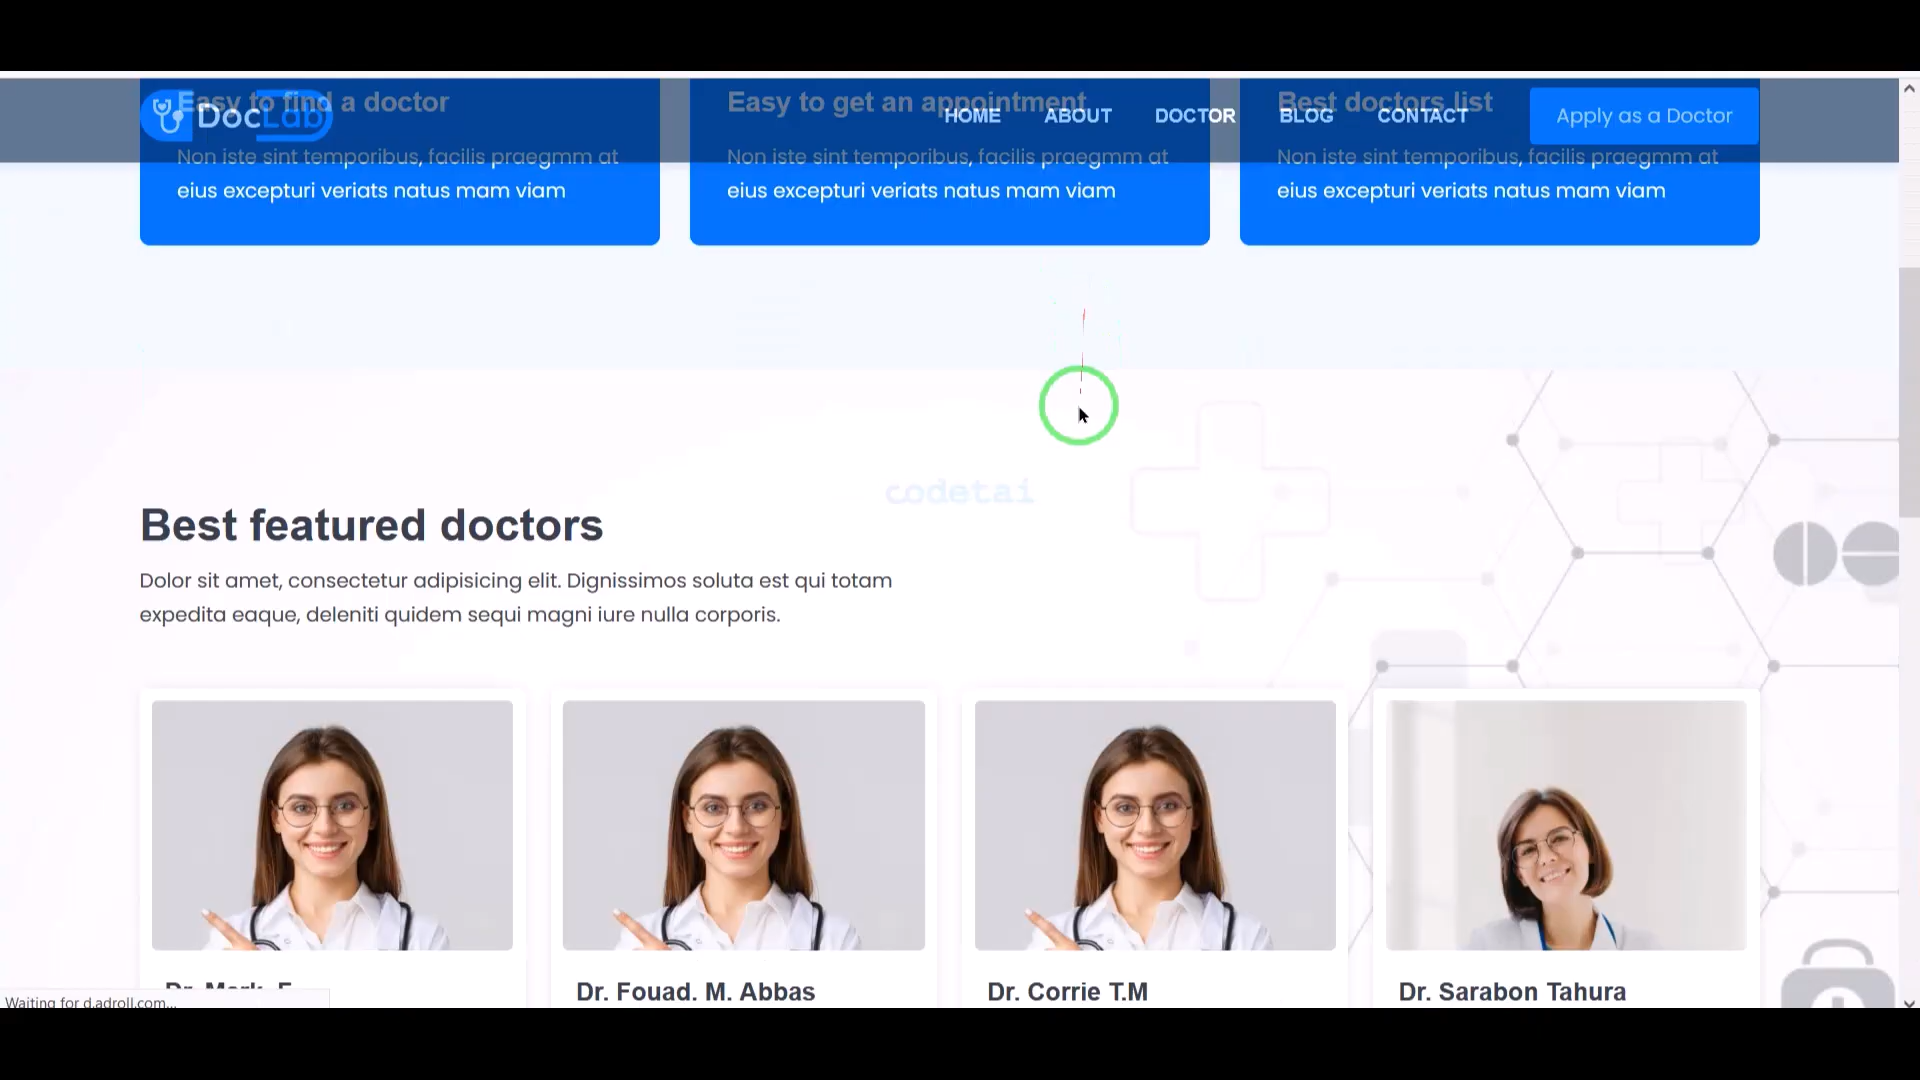 Easy to find a doctor
Easy to get an appointment
Best doctors list
DocLab
HOME
ABOUT
DOCTOR
BLOG
CONTACT
Apply as a Doctor
Non iste sint temporibus, facilis praegmm at
eius excepturi veriats natus mam viam
Non iste sint temporibus, facilis praegmm at
eius excepturi veriats natus mam viam
Non iste sint temporibus, facilis praegmm at
eius excepturi veriats natus mam viam
codetai
Best featured doctors
Dolor sit amet, consectetur adipisicing elit. Dignissimos soluta est qui totam
expedita eaque, deleniti quidem sequi magni iure nulla corporis.
Dr. Fouad. M. Abbas
Dr. Corrie T.M
Dr. Sarabon Tahura
Waiting for d.adroll.com...